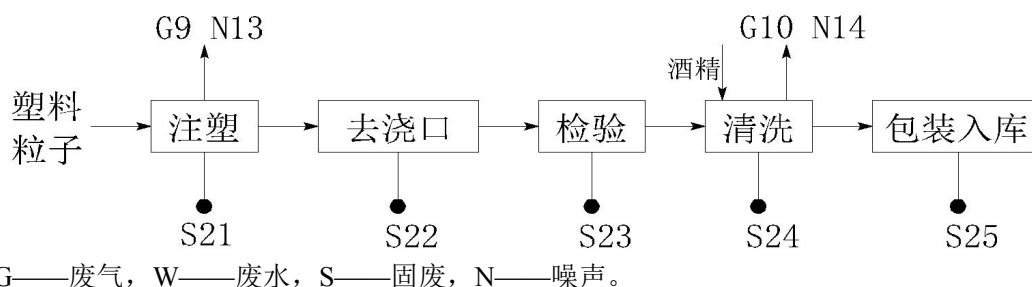 G9 N13
G10 N14
酒精
塑料
粒子
注塑
去浇口
检验
清洗
包装入库
S21
S22
S23
S24
S25
G——废气，W——废水，S——固废，N——噪声。